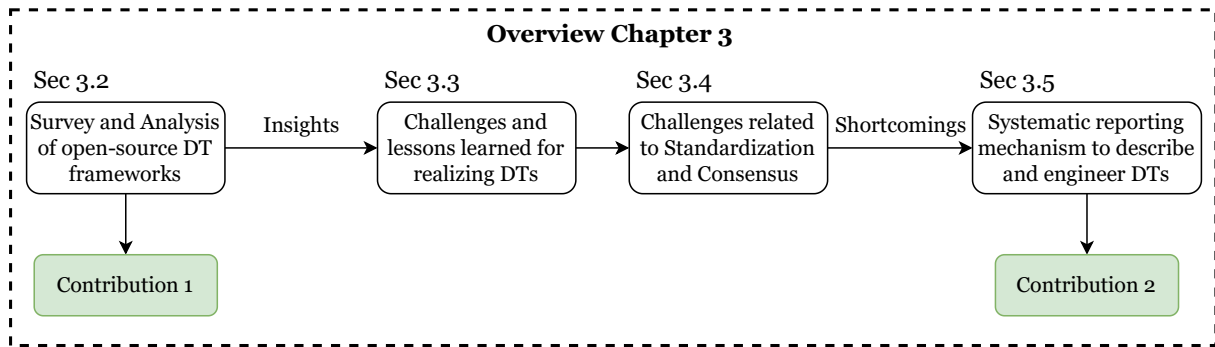 Overview Chapter 3
Sec 3.2
Survey and Analysis
of open-source DT
frameworks
Insights
Sec 3.3
Challenges and
lessons learned for
realizing DTs
Sec 3.4
Challenges related
to Standardization
and Consensus
Shortcomings
Sec 3.5
Systematic reporting
mechanism to describe
and engineer DTs
Contribution 1
Contribution 2